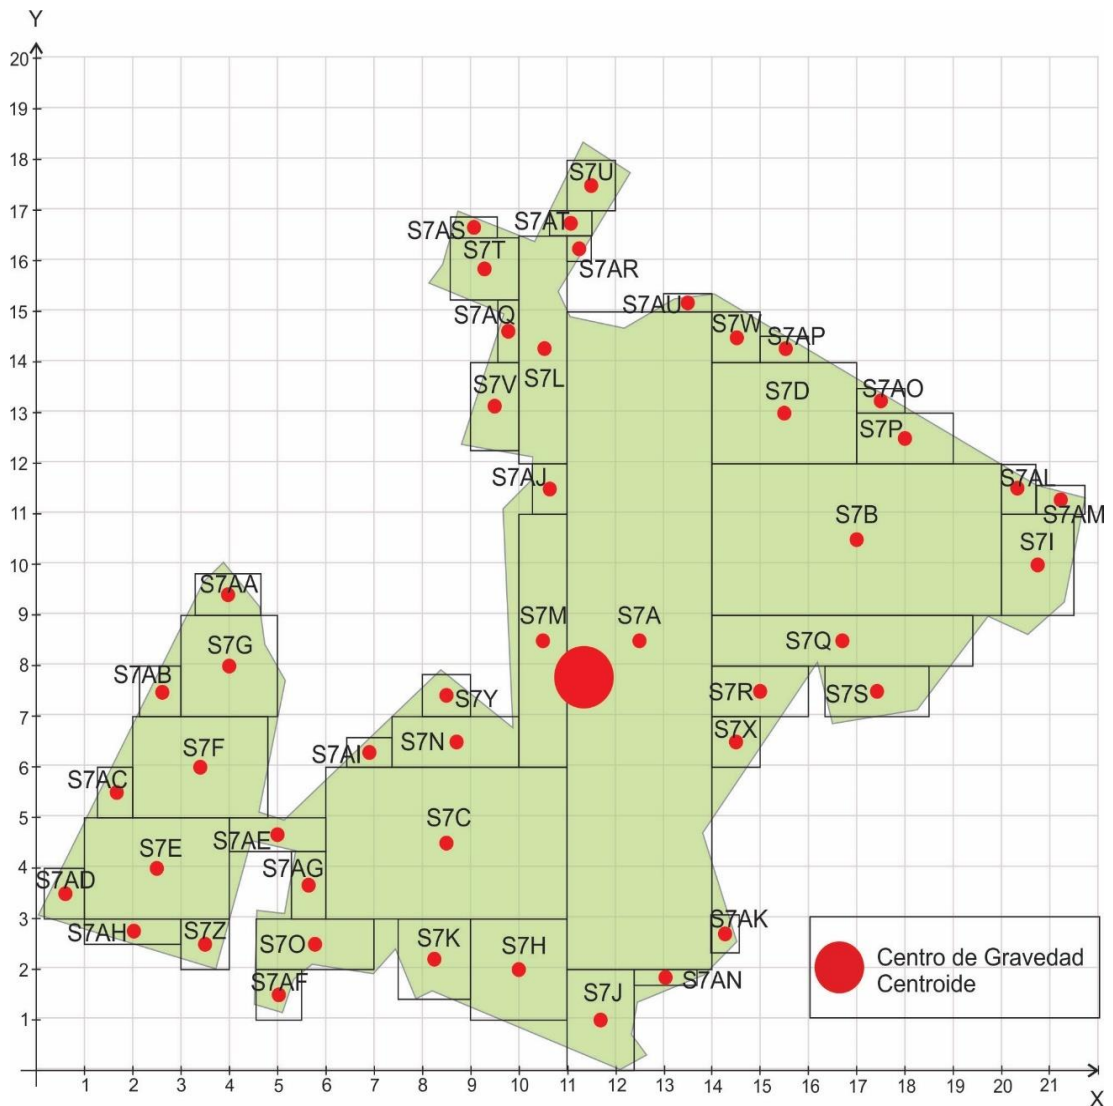 Y
20
19
18
S7U
17
S7AT
S7AS
S7T
16
S7AR
15
S7AU
S7AQ
S7W
S7AP
14
S7L
S7V
S7D
S7AO
13
S7P
12
S7AJ
S7AL
11
S7AM
S7B
S7I
10
S7AA
9
S7M
S7A
S7G
S7Q
8
S7AB
S7Y
S7R
S7S
7
S7F
S7AI
S7N
S7X
6
S7AC
S7C
5
S7E
S7AE
4
S7AD
S7AG
3
S7AH
S7Z
S7O
S7K
S7H
S7AK
Centro de Gravedad
Centroide
2
S7AF
S7J
S7AN
1
1 2 3 4 5 6 7 8 9 10 11 12 13 14 15 16 17 18 19 20 21
X